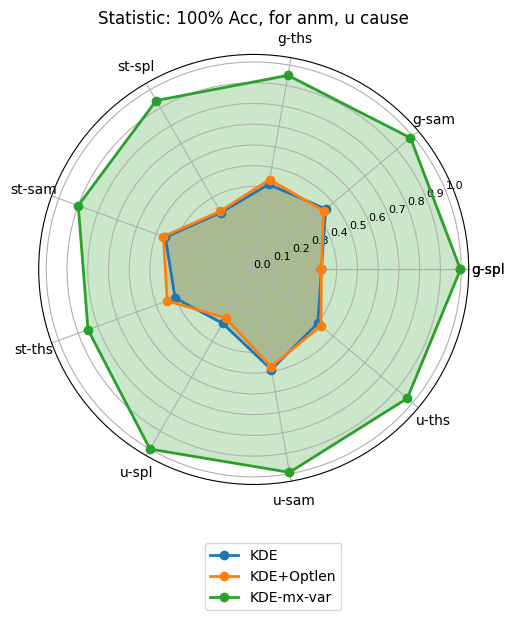 Statistic: 100% Acc, for anm, u cause
g-ths
st-spl
g-sam
st-sam
0.0 0.1 0.2 0.3 0.4 0.5 0.6 0.7 0.8 0.9 1.0
g-spl
st-ths
u-ths
u-spl
u-sam
KDE
KDE+Optlen
KDE-mx-var